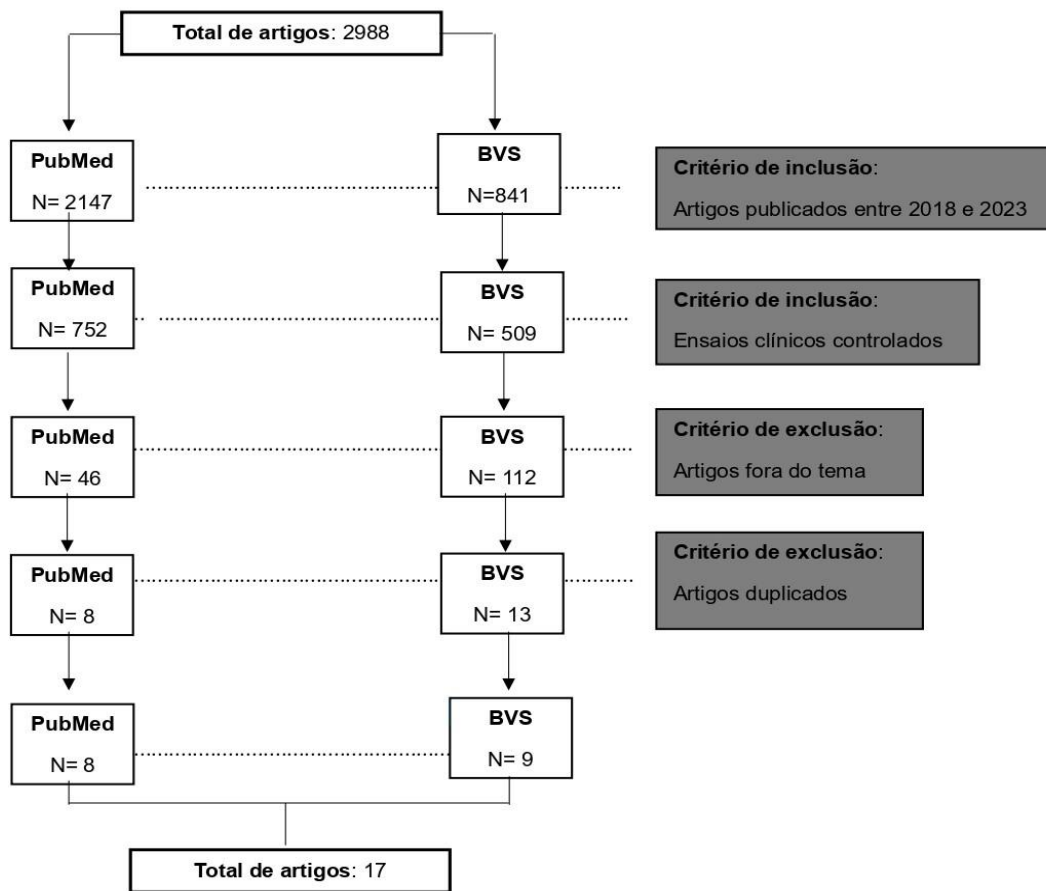 Total de artigos: 2988
PubMed
N= 2147
BVS
N=841
Critério de inclusão:
Artigos publicados entre 2018 e 2023
PubMed
N= 752
BVS
N= 509
Critério de inclusão:
Ensaios clínicos controlados
PubMed
N= 46
BVS
N= 112
Critério de exclusão:
Artigos fora do tema
PubMed
N= 8
BVS
N= 13
Critério de exclusão:
Artigos duplicados
PubMed
N= 8
BVS
N= 9
Total de artigos: 17